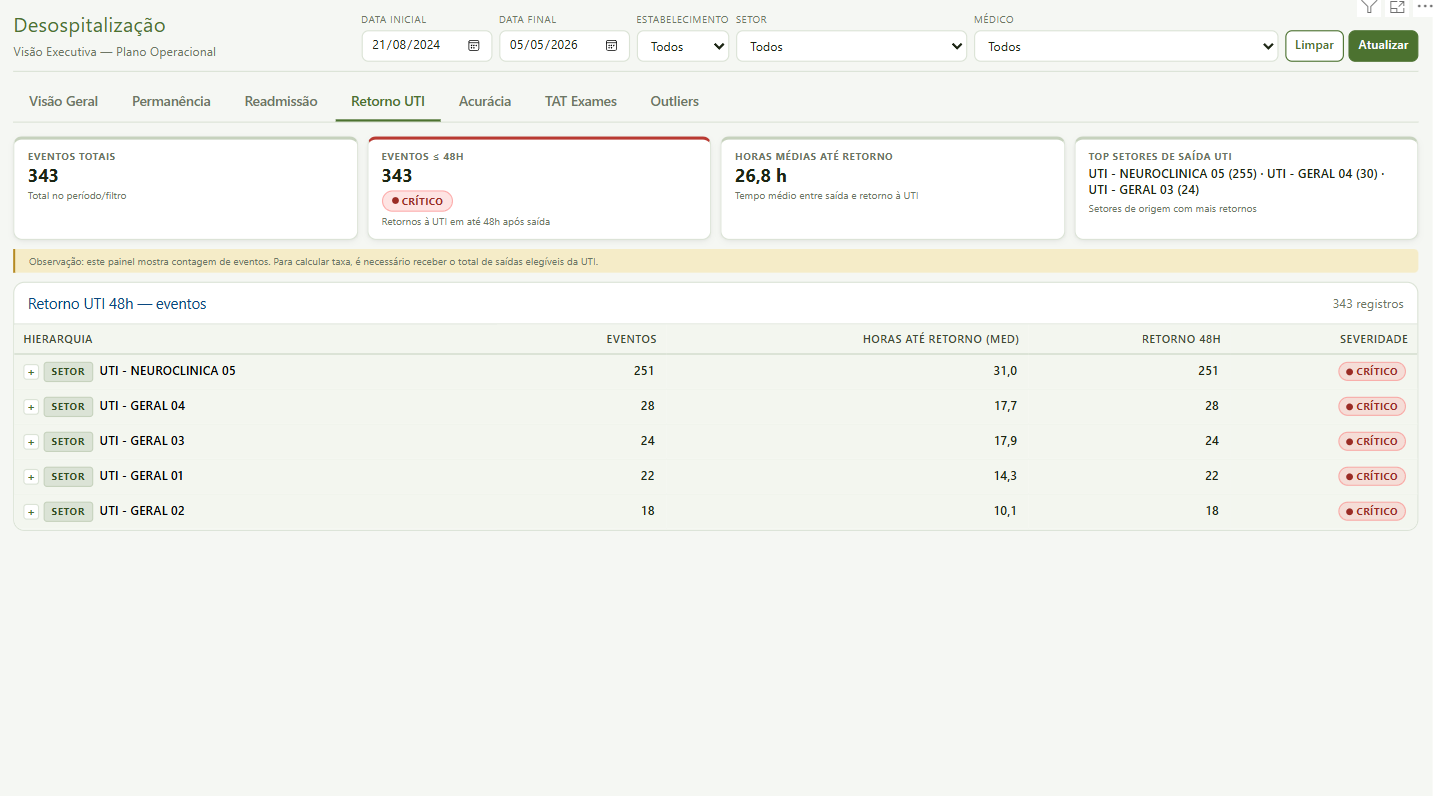 Desospitalização
Visão Executiva — Plano Operacional
DATA INICIAL
21/08/2024
DATA FINAL
05/05/2026
ESTABELECIMENTO
Todos
SETOR
Todos
MÉDICO
Todos
Limpar
Atualizar
Visão Geral
Permanência
Readmissão
Retorno UTI
Acurácia
TAT Exames
Outliers
EVENTOS TOTAIS
343
Total no período/filtro
EVENTOS ≤ 48H
343
CRÍTICO
Retornos à UTI em até 48h após saída
HORAS MÉDIAS ATÉ RETORNO
26,8 h
Tempo médio entre saída e retorno à UTI
TOP SETORES DE SAÍDA UTI
UTI - NEUROCLINICA 05 (255) · UTI - GERAL 04 (30) ·
UTI - GERAL 03 (24)
Setores de origem com mais retornos
Observação: este painel mostra contagem de eventos. Para calcular taxa, é necessário receber o total de saídas elegíveis da UTI.
Retorno UTI 48h — eventos
343 registros
HIERARQUIA EVENTOS HORAS ATÉ RETORNO (MED) RETORNO 48H SEVERIDADE
+ SETOR UTI - NEUROCLINICA 05 251 31,0 251 CRÍTICO
+ SETOR UTI - GERAL 04 28 17,7 28 CRÍTICO
+ SETOR UTI - GERAL 03 24 17,9 24 CRÍTICO
+ SETOR UTI - GERAL 01 22 14,3 22 CRÍTICO
+ SETOR UTI - GERAL 02 18 10,1 18 CRÍTICO